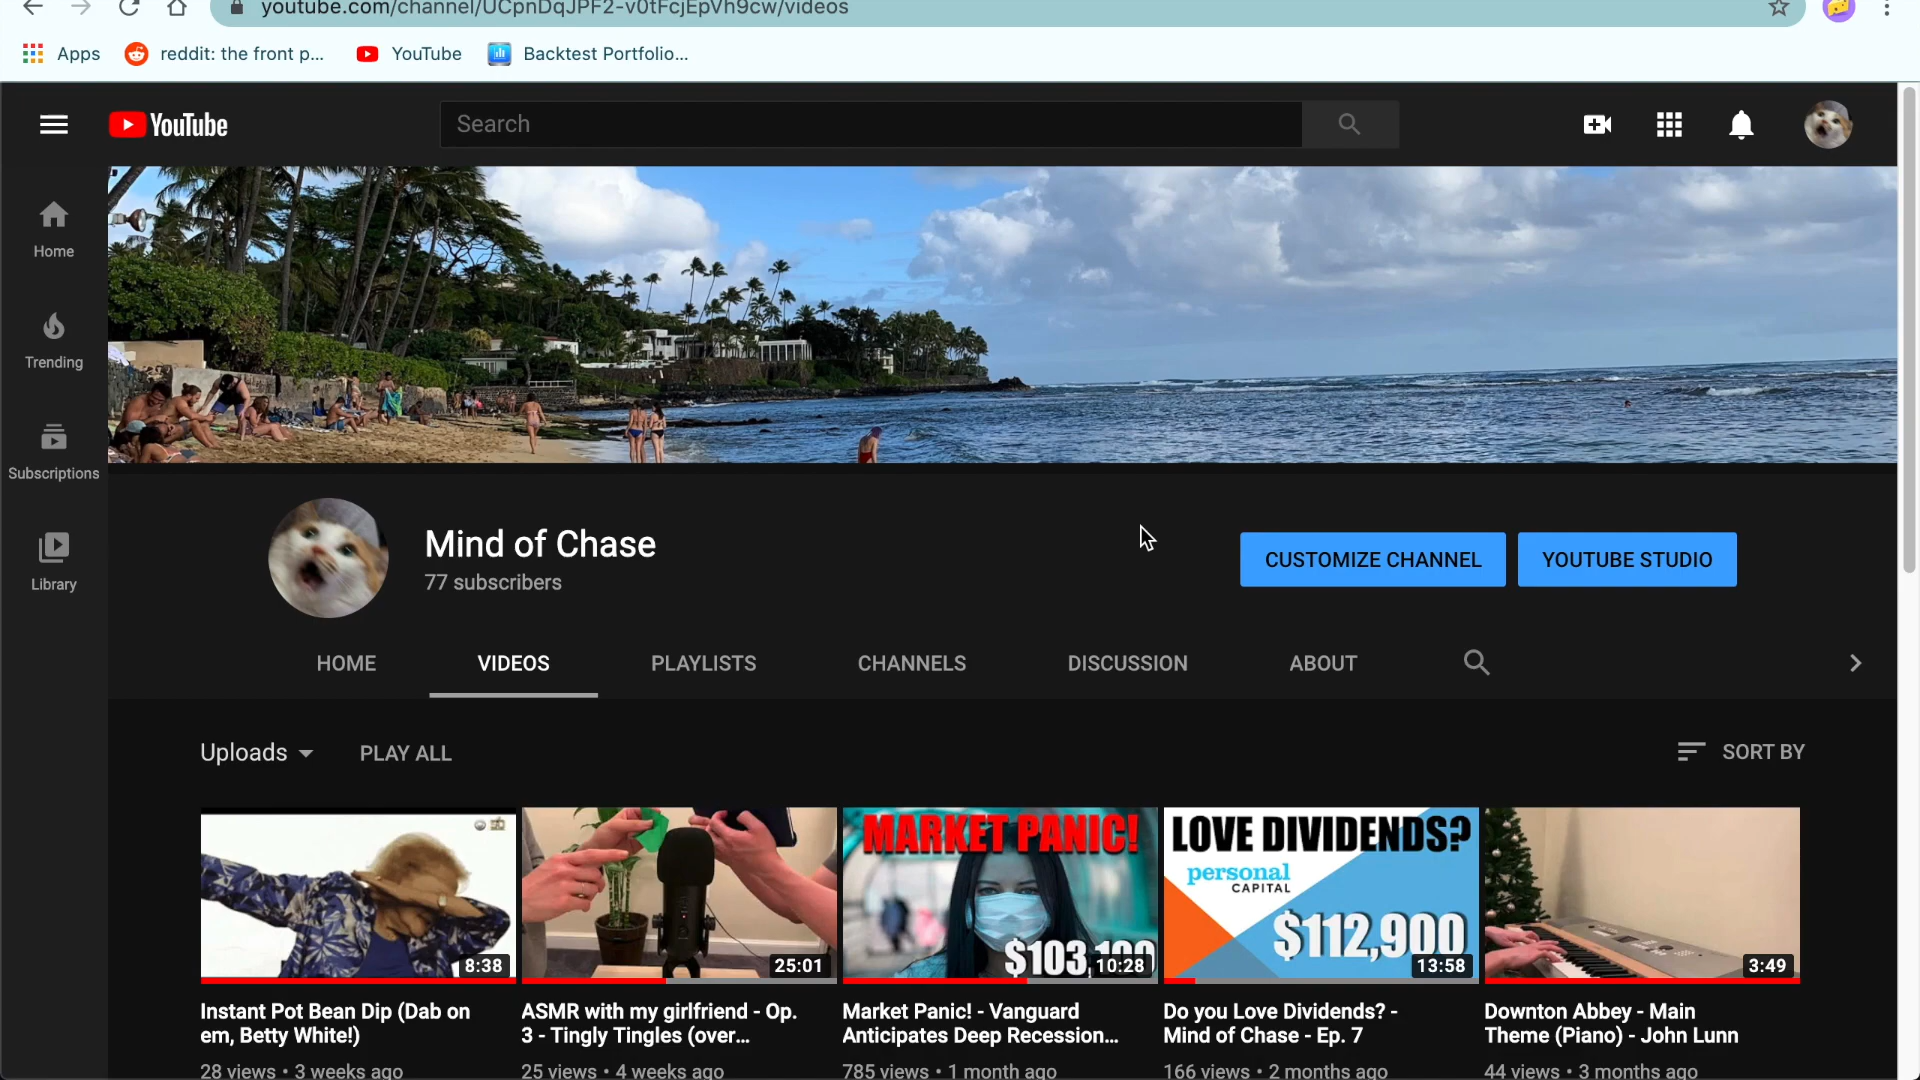 youtube.com/channel/UCpnDqJPF2-v0tFcjEpVh9cw/videos
Apps reddit: the front p... YouTube Backtest Portfolio...
YouTube
Search
Home
Trending
Subscriptions
Library
Mind of Chase
77 subscribers
CUSTOMIZE CHANNEL YOUTUBE STUDIO
HOME VIDEOS PLAYLISTS CHANNELS DISCUSSION ABOUT
Uploads PLAY ALL SORT BY
8:38
25:01
MARKET PANIC!
$103,100
10:28
LOVE DIVIDENDS?
personal
CAPITAL
$112,900
13:58
3:49
Instant Pot Bean Dip (Dab on
em, Betty White!)
28 views • 3 weeks ago
ASMR with my girlfriend - Op.
3 - Tingly Tingles (over...
25 views • 4 weeks ago
Market Panic! - Vanguard
Anticipates Deep Recession...
785 views • 1 month ago
Do you Love Dividends? -
Mind of Chase - Ep. 7
166 views • 2 months ago
Downton Abbey - Main
Theme (Piano) - John Lunn
44 views • 3 months ago